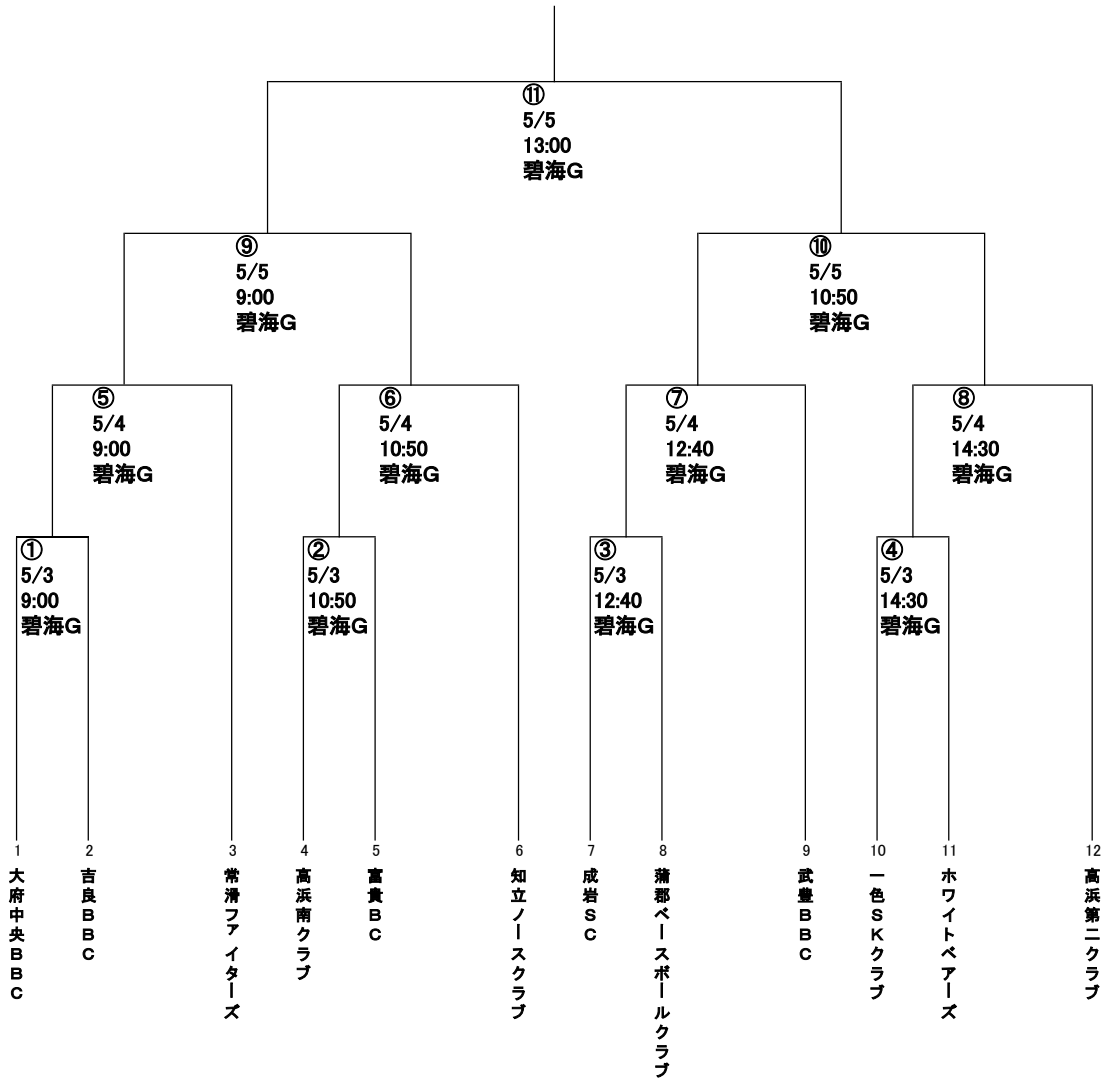 ⑪
5/5
13:00
碧海G
⑨
5/5
9:00
碧海G
⑩
5/5
10:50
碧海G
⑤
5/4
9:00
碧海G
⑥
5/4
10:50
碧海G
⑦
5/4
12:40
碧海G
⑧
5/4
14:30
碧海G
①
5/3
9:00
碧海G
②
5/3
10:50
碧海G
③
5/3
12:40
碧海G
④
5/3
14:30
碧海G
1
大府中央BBC
2
吉良BBC
3
常滑ファイターズ
4
高浜南クラブ
5
富貴BC
6
知立ノースクラブ
7
成岩SC
8
蒲郡ベースボールクラブ
9
武豊BBC
10
一色SKクラブ
11
ホワイトベアーズ
12
高浜第二クラブ